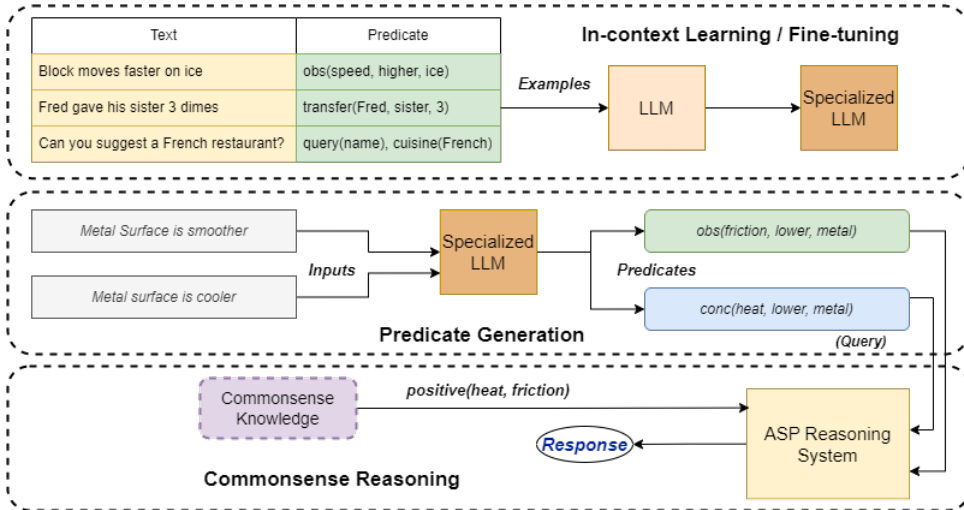 Text
Predicate
In-context Learning / Fine-tuning
Block moves faster on ice
obs(speed, higher, ice)
Fred gave his sister 3 dimes
transfer(Fred, sister, 3)
Can you suggest a French restaurant?
query(name), cuisine(French)
Examples
LLM
Specialized
LLM
Metal Surface is smoother
Metal surface is cooler
Inputs
Specialized
LLM
Predicates
obs(friction, lower, metal)
conc(heat, lower, metal)
(Query)
Predicate Generation
Commonsense
Knowledge
positive(heat, friction)
ASP Reasoning
System
Response
Commonsense Reasoning